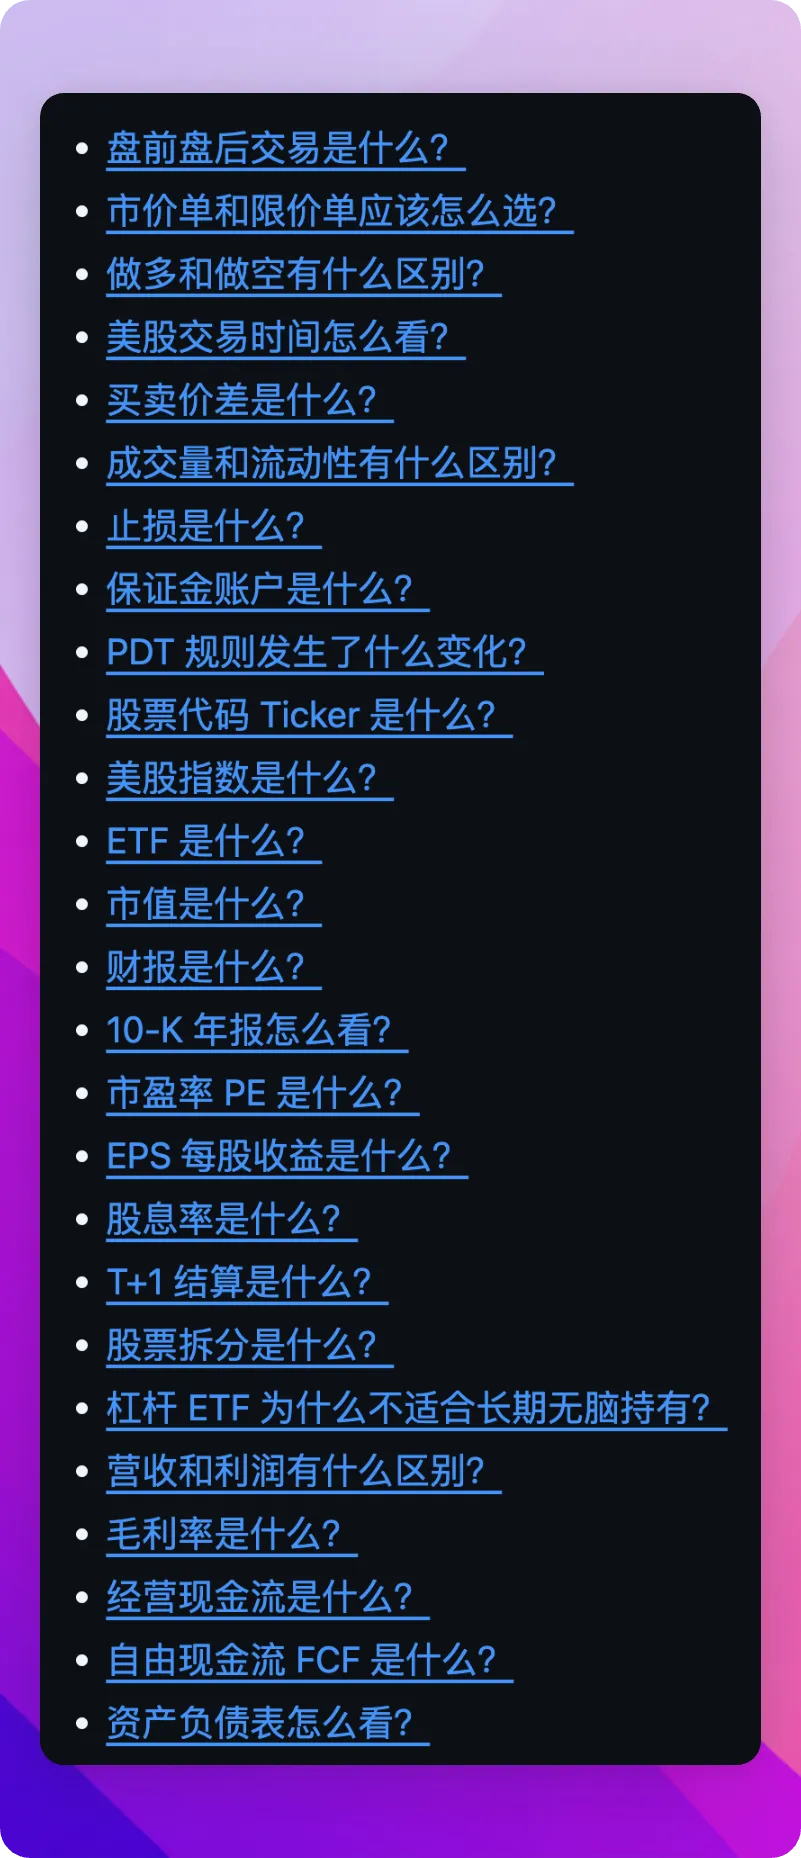 盘前盘后交易是什么？
市价单和限价单应该怎么选？
做多和做空有什么区别？
美股交易时间怎么看？
买卖价差是什么？
成交量和流动性有什么区别？
止损是什么？
保证金账户是什么？
PDT 规则发生了什么变化？
股票代码 Ticker 是什么？
美股指数是什么？
ETF 是什么？
市值是什么？
财报是什么？
10-K 年报怎么看？
市盈率 PE 是什么？
EPS 每股收益是什么？
股息率是什么？
T+1 结算是什么？
股票拆分是什么？
杠杆 ETF 为什么不适合长期无脑持有？
营收和利润有什么区别？
毛利率是什么？
经营现金流是什么？
自由现金流 FCF 是什么？
资产负债表怎么看？